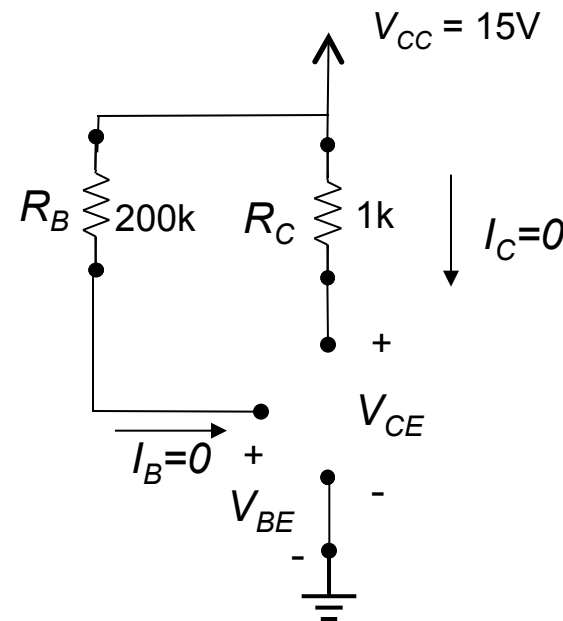 V_CC = 15V
R_B 200k R_C 1k
I_C=0
+
V_CE
I_B=0 +
-
V_BE
-